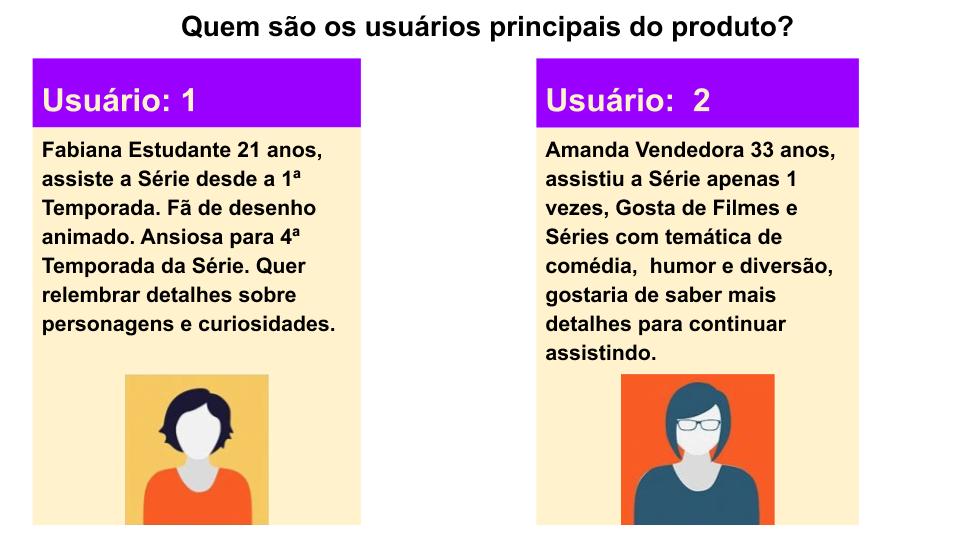 Quem são os usuários principais do produto?
Usuário: 1
Fabiana Estudante 21 anos,
assiste a Série desde a 1ª
Temporada. Fã de desenho
animado. Ansiosa para 4ª
Temporada da Série. Quer
relembrar detalhes sobre
personagens e curiosidades.
Usuário:  2
Amanda Vendedora 33 anos,
assistiu a Série apenas 1
vezes, Gosta de Filmes e
Séries com temática de
comédia,  humor e diversão,
gostaria de saber mais
detalhes para continuar
assistindo.